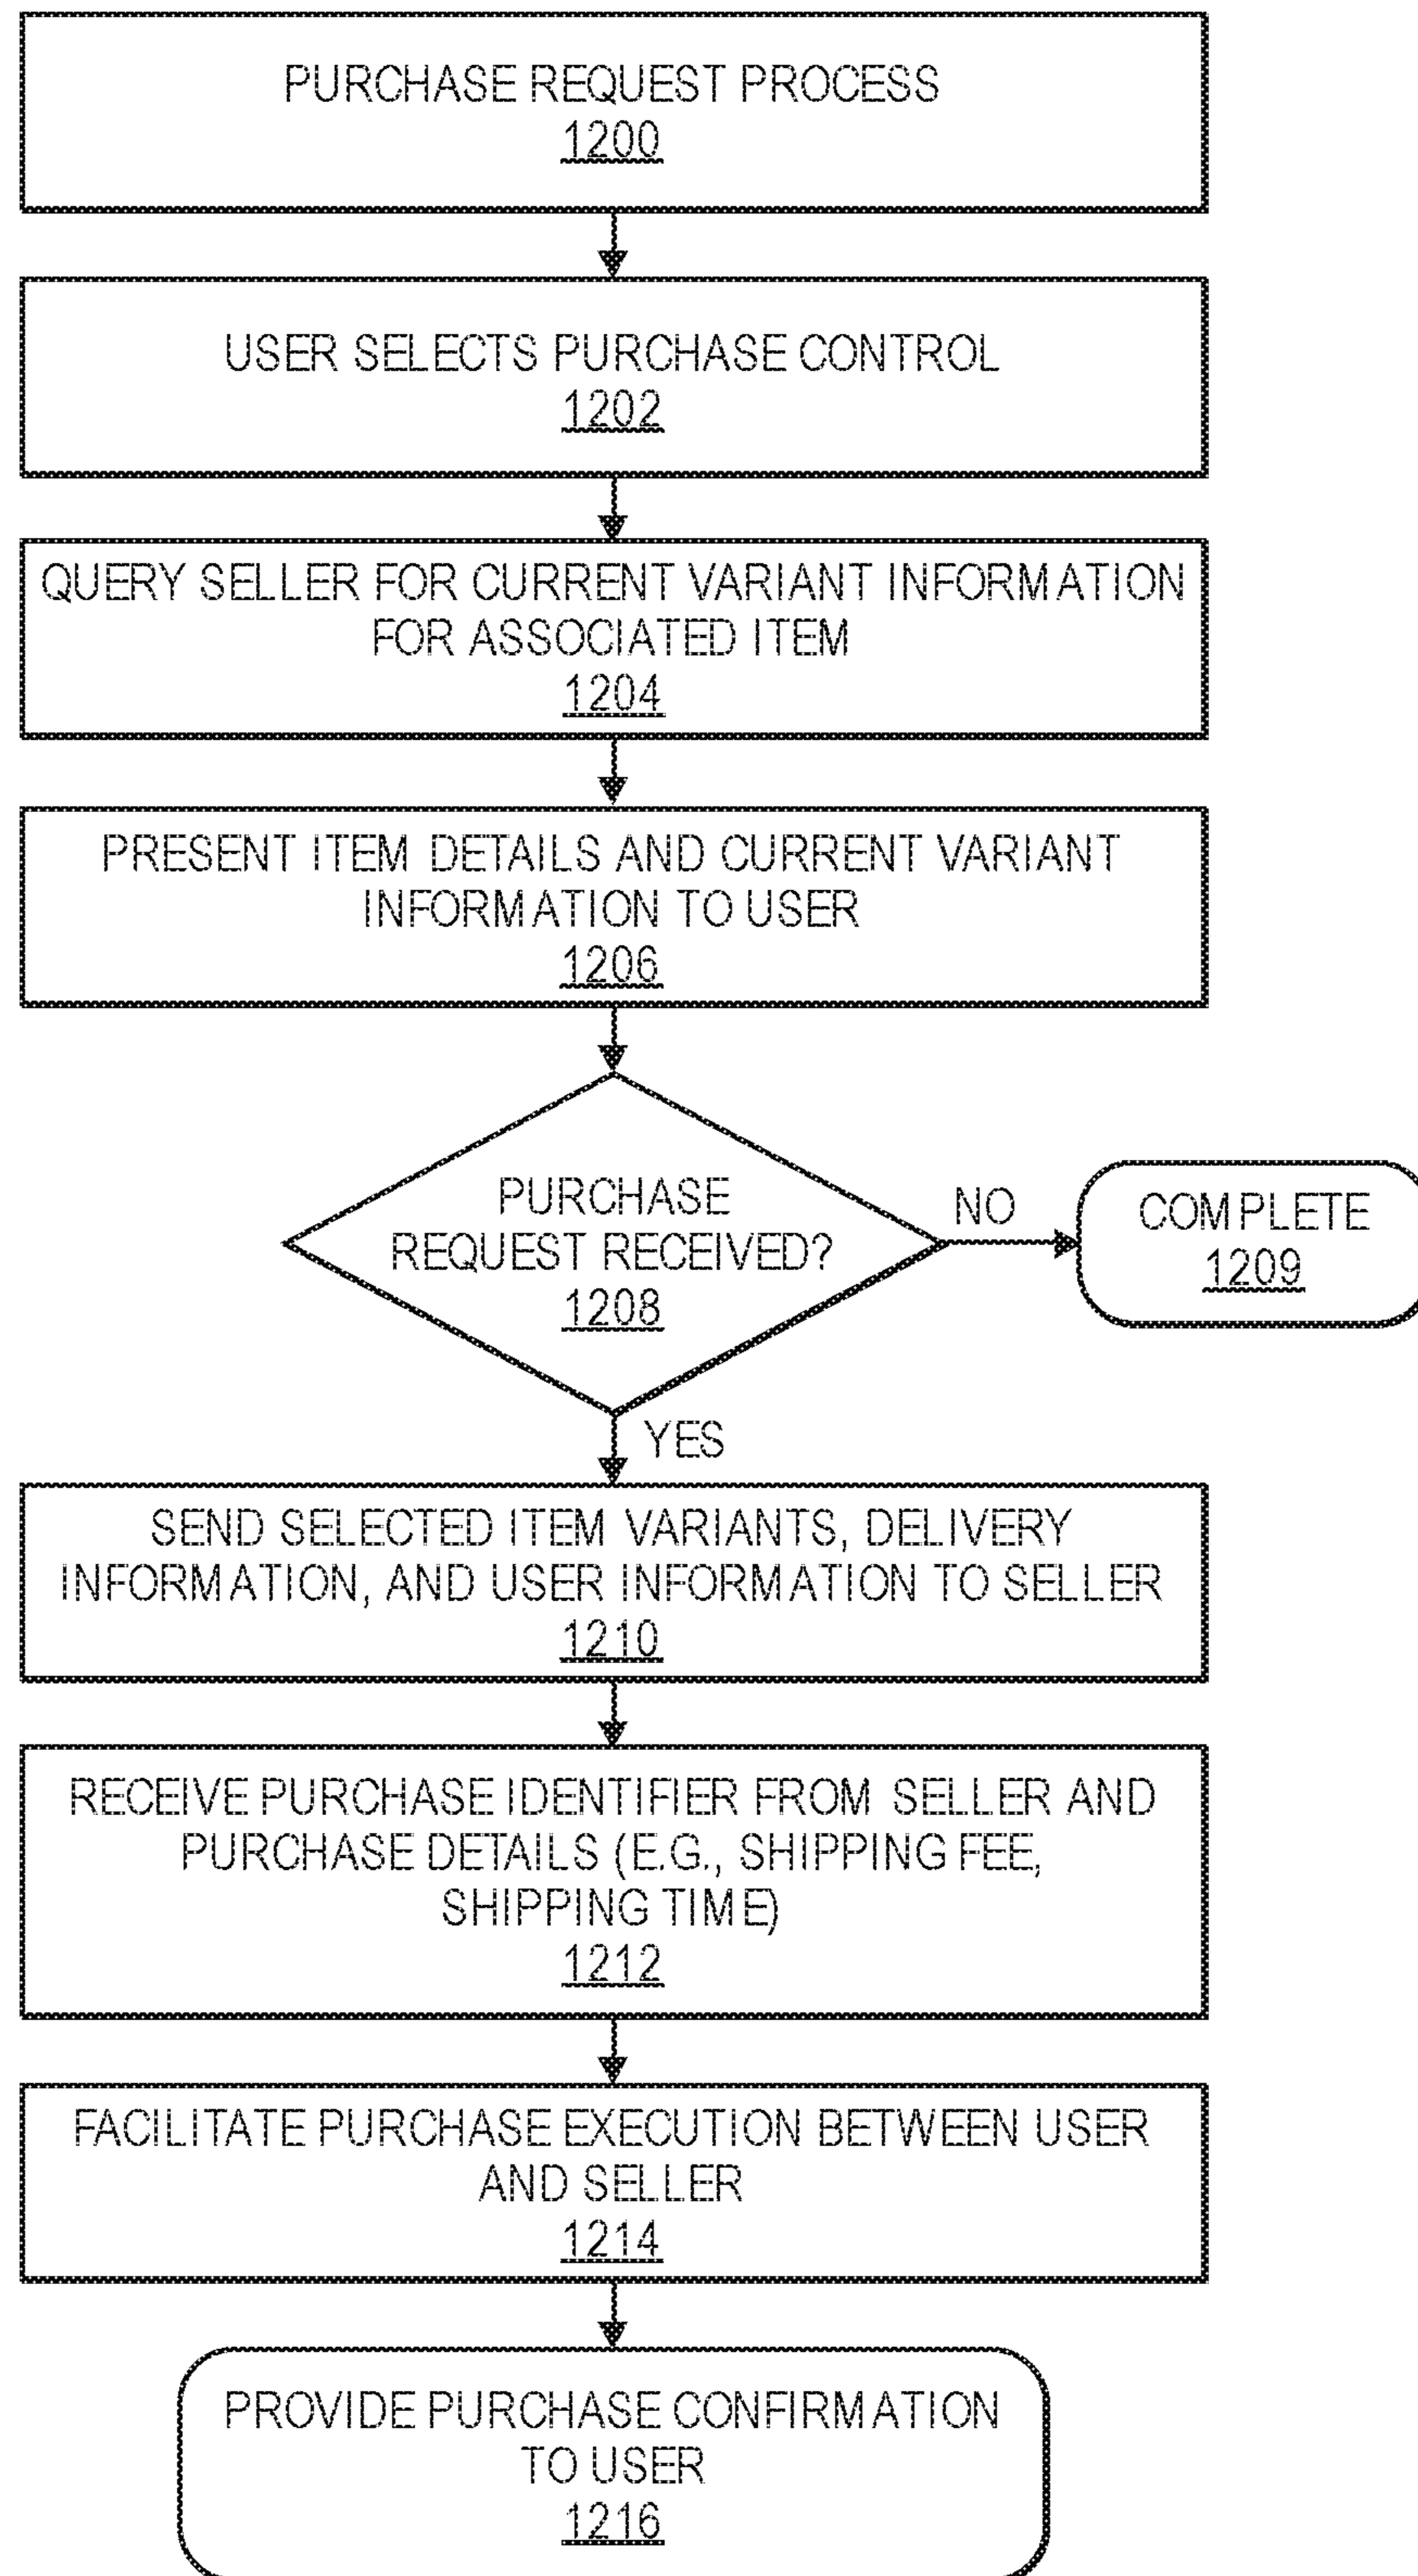 PURCHASE REQUEST PROCESS
1200
USER SELECTS PURCHASE CONTROL
1202
QUERY SELLER FOR CURRENT VARIANT INFORMATION
FOR ASSOCIATED ITEM
1204
PRESENT ITEM DETAILS AND CURRENT VARIANT
INFORMATION TO USER
1206
PURCHASE
REQUEST RECEIVED?
1208
NO
COMPLETE
1209
YES
SEND SELECTED ITEM VARIANTS, DELIVERY
INFORMATION, AND USER INFORMATION TO SELLER
1210
RECEIVE PURCHASE IDENTIFIER FROM SELLER AND
PURCHASE DETAILS (E.G., SHIPPING FEE,
SHIPPING TIME)
1212
FACILITATE PURCHASE EXECUTION BETWEEN USER
AND SELLER
1214
PROVIDE PURCHASE CONFIRMATION
TO USER
1216